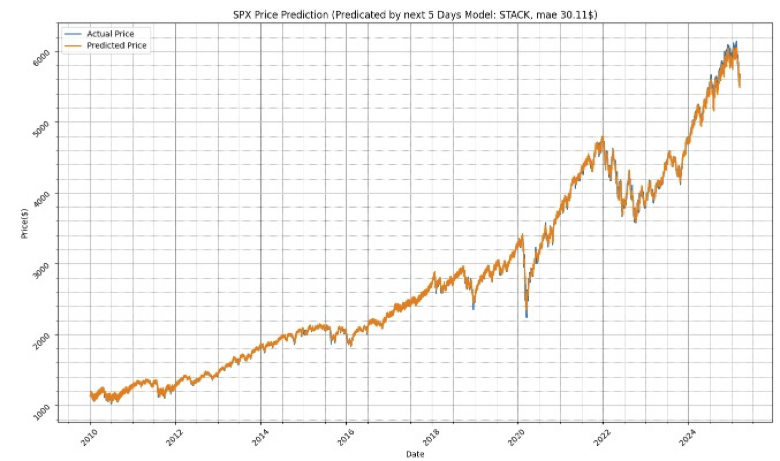 SPX Price Prediction (Predicated by next 5 Days Model: STACK, mae 30.11$)
Actual Price
Predicted Price
6000
5000
4000
3000
2000
1000
Price($)
2010
2012
2014
2016
2018
2020
2022
2024
Date